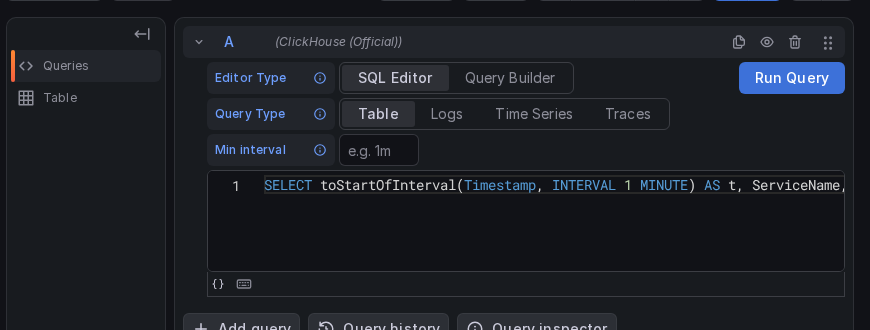 A (ClickHouse (Official))
Queries
Table
Editor Type SQL Editor Query Builder Run Query
Query Type Table Logs Time Series Traces
Min interval e.g. 1m
1 SELECT toStartOfInterval(Timestamp, INTERVAL 1 MINUTE) AS t, ServiceName,
{}
Add query Query history Query inspector